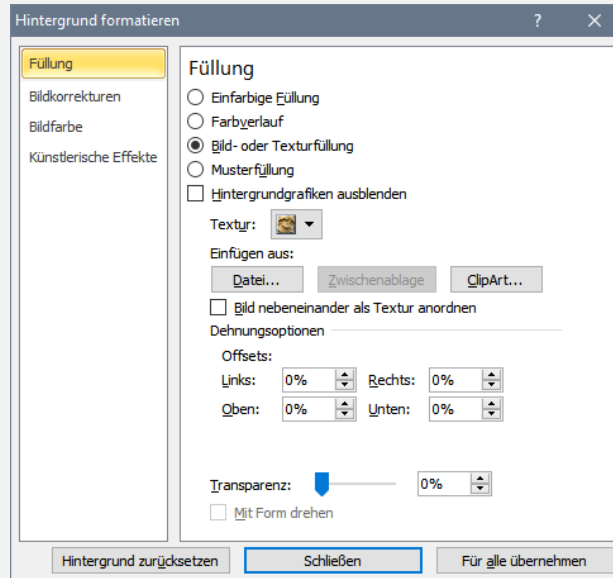 Hintergrund formatieren
Füllung
Bildkorrekturen
Bildfarbe
Künstlerische Effekte
Füllung
Einfarbige Füllung
Farbverlauf
Bild- oder Texturfüllung
Musterfüllung
Hintergrundgrafiken ausblenden
Textur:
Einfügen aus:
Datei... Zwischenablage ClipArt...
Bild nebeneinander als Textur anordnen
Dehnungsoptionen
Offsets:
Links: 0% Rechts: 0%
Oben: 0% Unten: 0%
Transparenz: 0%
Mit Form drehen
Hintergrund zurücksetzen Schließen Für alle übernehmen